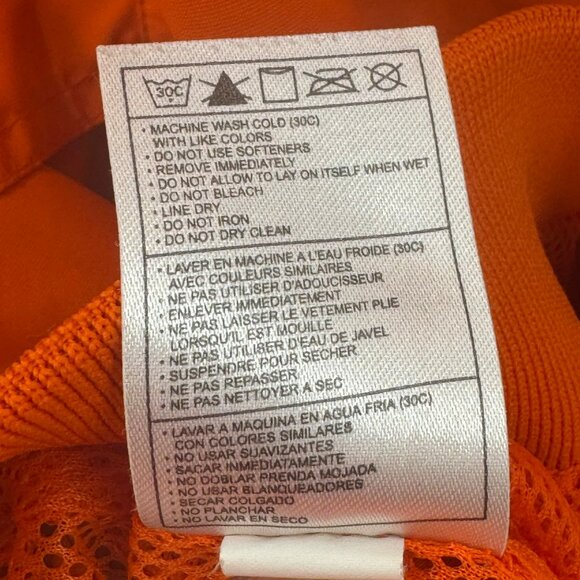 30C
• MACHINE WASH COLD (30C)
WITH LIKE COLORS
• DO NOT USE SOFTENERS
• REMOVE IMMEDIATELY
• DO NOT ALLOW TO LAY ON ITSELF WHEN WET
• DO NOT BLEACH
• LINE DRY
• DO NOT IRON
• DO NOT DRY CLEAN
• LAVER EN MACHINE A L'EAU FROIDE (30C)
AVEC COULEURS SIMILAIRES
• NE PAS UTILISER D'ADOUCISSEUR
• ENLEVER IMMEDIATEMENT
• NE PAS LAISSER LE VETEMENT PLIE
LORSQU'IL EST MOUILLE
• NE PAS UTILISER D'EAU DE JAVEL
• SUSPENDRE POUR SECHER
• NE PAS REPASSER
• NE PAS NETTOYER A SEC
• LAVAR A MAQUINA EN AGUA FRIA (30C)
CON COLORES SIMILARES
• NO USAR SUAVIZANTES
• SACAR IMMEDIATAMENTE
• NO DOBLAR PRENDA MOJADA
• NO USAR BLANQUEADORES
• SECAR COLGADO
• NO PLANCHAR
• NO LAVAR EN SECO